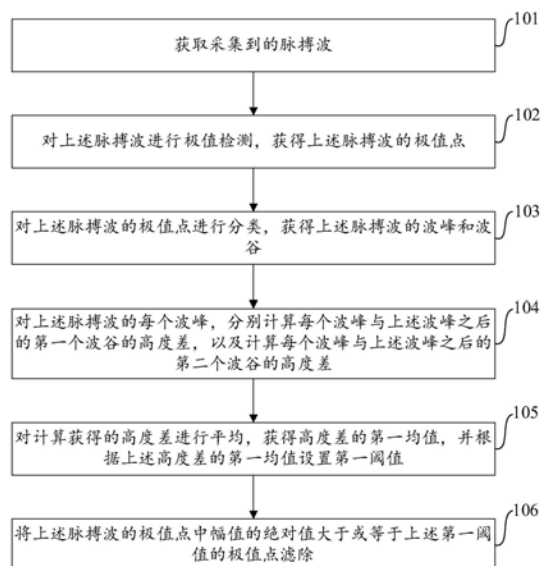 101
获取采集到的脉搏波
102
对上述脉搏波进行极值检测，获得上述脉搏波的极值点
103
对上述脉搏波的极值点进行分类，获得上述脉搏波的波峰和波
谷
104
对上述脉搏波的每个波峰，分别计算每个波峰与上述波峰之后
的第一个波谷的高度差，以及计算每个波峰与上述波峰之后的
第二个波谷的高度差
105
对计算获得的高度差进行平均，获得高度差的第一均值，并根
据上述高度差的第一均值设置第一阈值
106
将上述脉搏波的极值点中幅值的绝对值大于或等于上述第一阈
值的极值点滤除